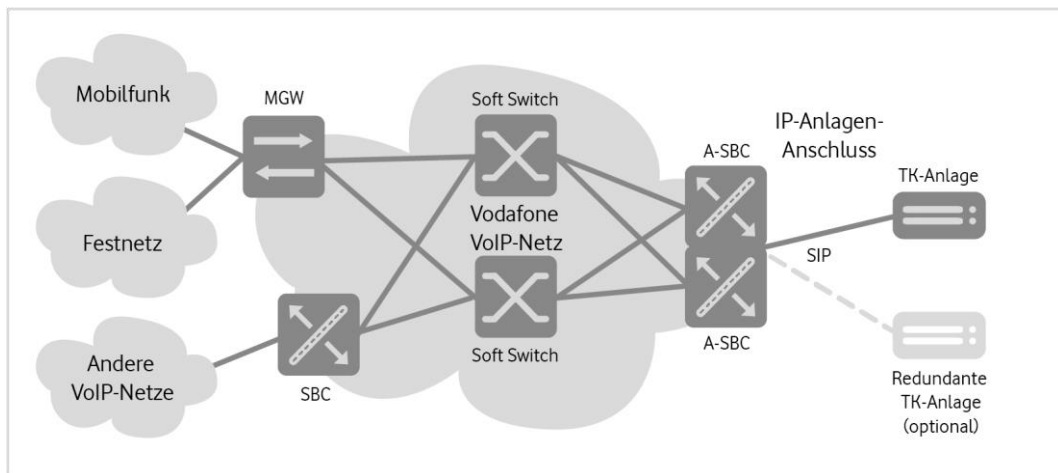 Mobilfunk
MGW
Soft Switch
IP-Anlagen-
Anschluss
A-SBC
TK-Anlage
Festnetz
Vodafone
VoIP-Netz
SIP
Andere
VoIP-Netze
SBC
Soft Switch
A-SBC
Redundante
TK-Anlage
(optional)